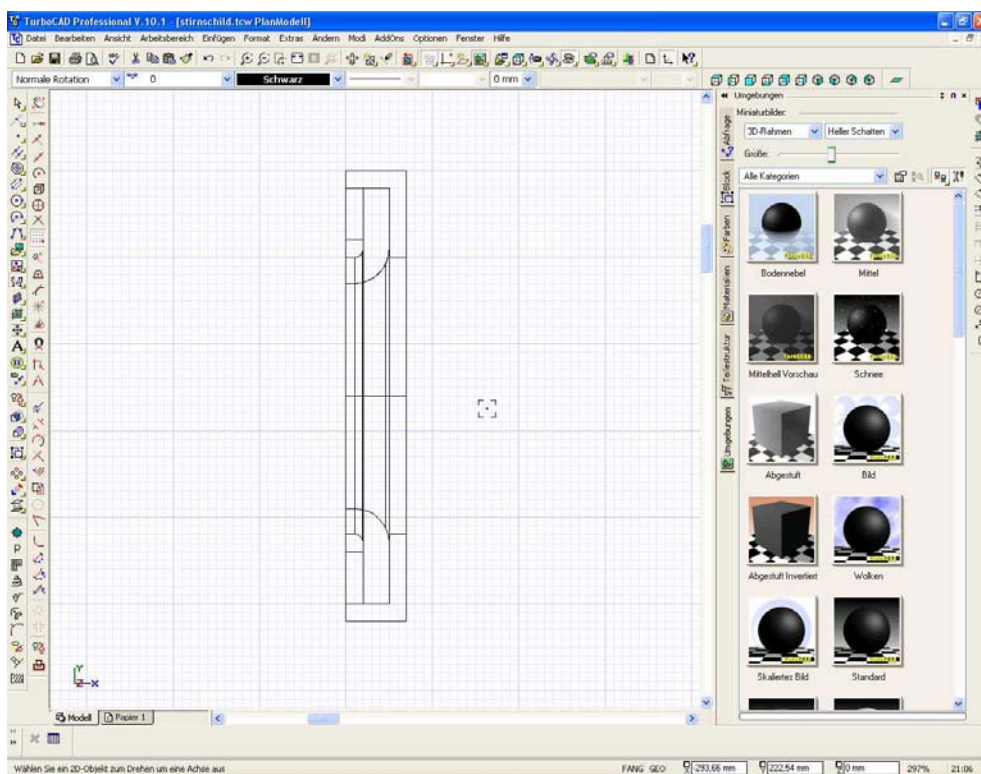 TurboCAD Professional V.10.1 - [stirnschild.tcw PlanModell]
Datei Bearbeiten Ansicht Arbeitsbereich Einfügen Format Extras Ändern Modi AddOns Optionen Fenster Hilfe
Normale Rotation 0 Schwarz 0 mm
Umgebungen
Miniaturbilder:
3D-Rahmen Heller Schatten
Größe:
Alle Kategorien
Abfrage
Block
Farben
Materialien
Teilestruktur
Umgebungen
Bodennebel Mittel
Mittelhell Vorschau Schnee
Abgestuft Bild
Abgestuft Invertiert Wolken
Skaliertes Bild Standard
Y
X
Modell Papier 1
Wählen Sie ein 2D-Objekt zum Drehen um eine Achse aus FANG GEO -293,66 mm 222,54 mm 0 mm 297% 21:06